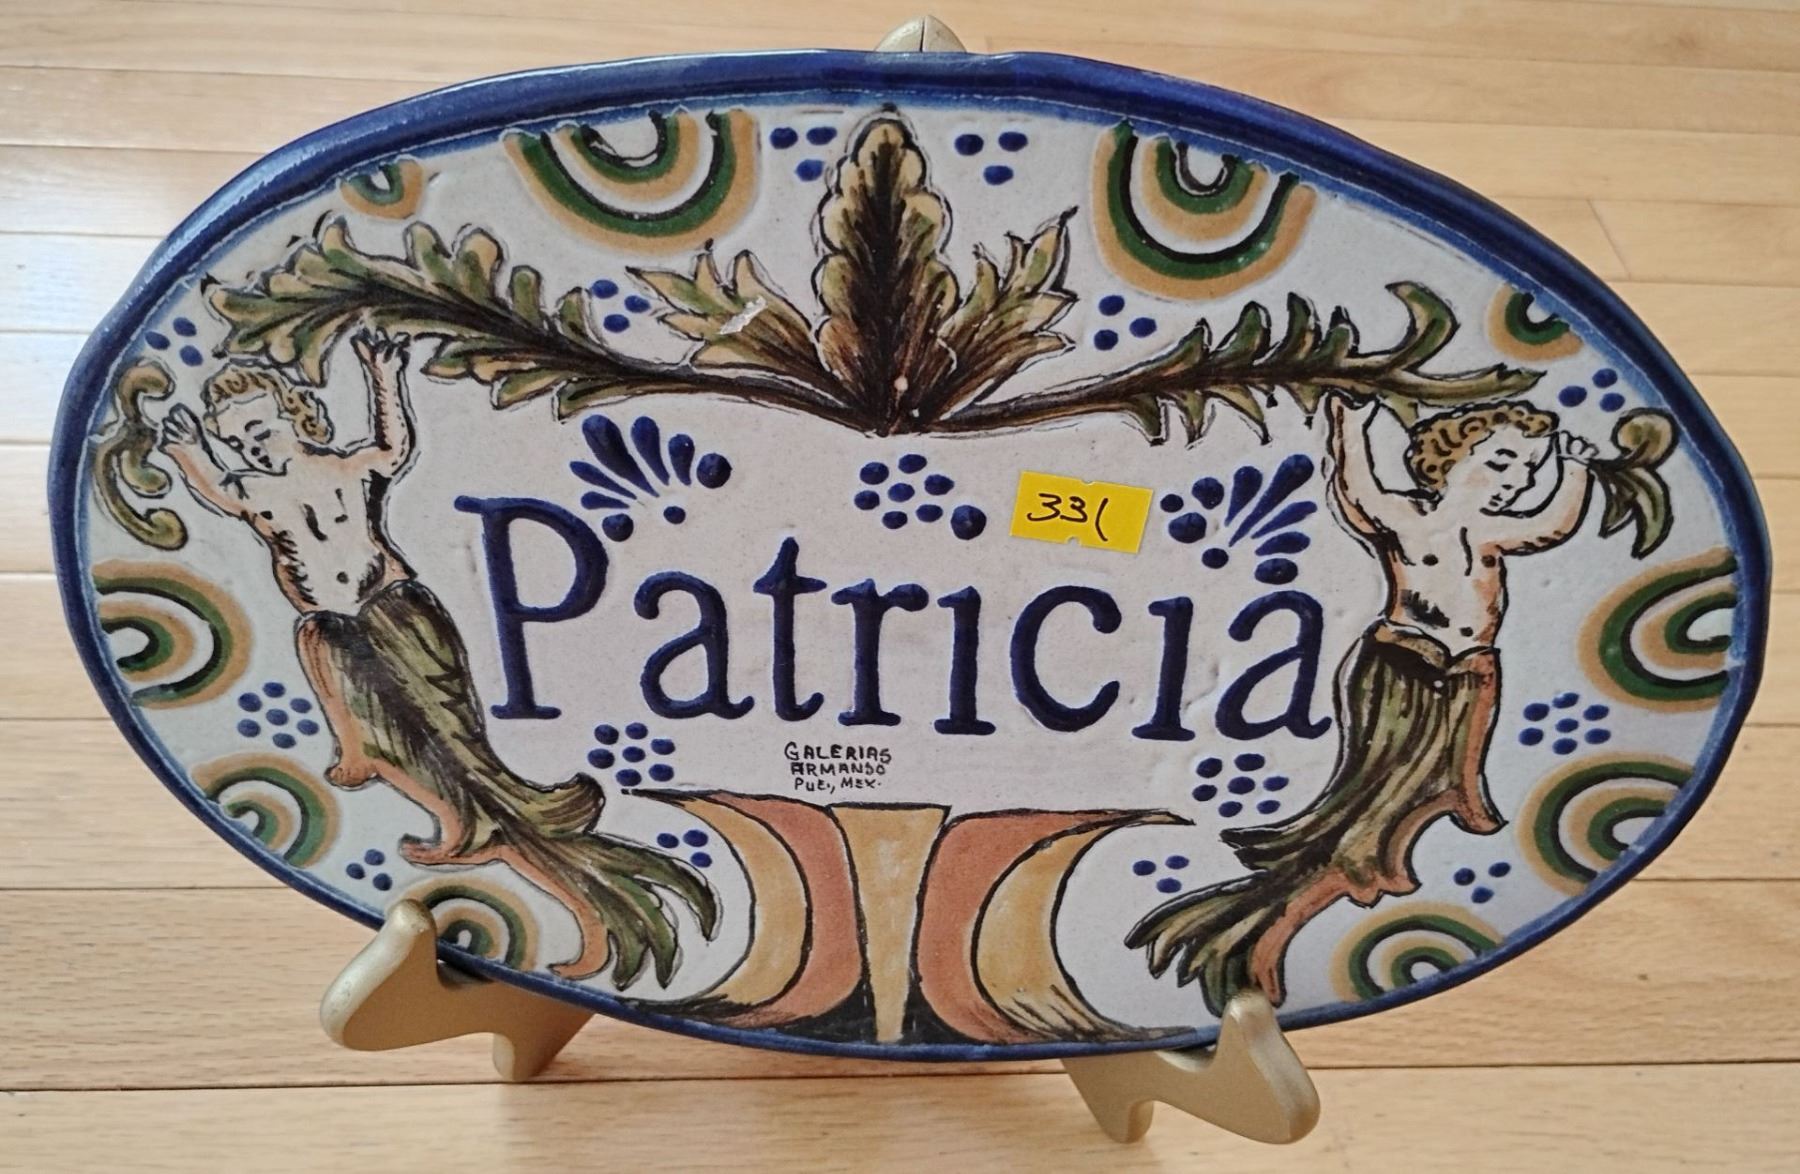 331
Patricia
GALERIAS
ARMANDO
PUE., MEX.